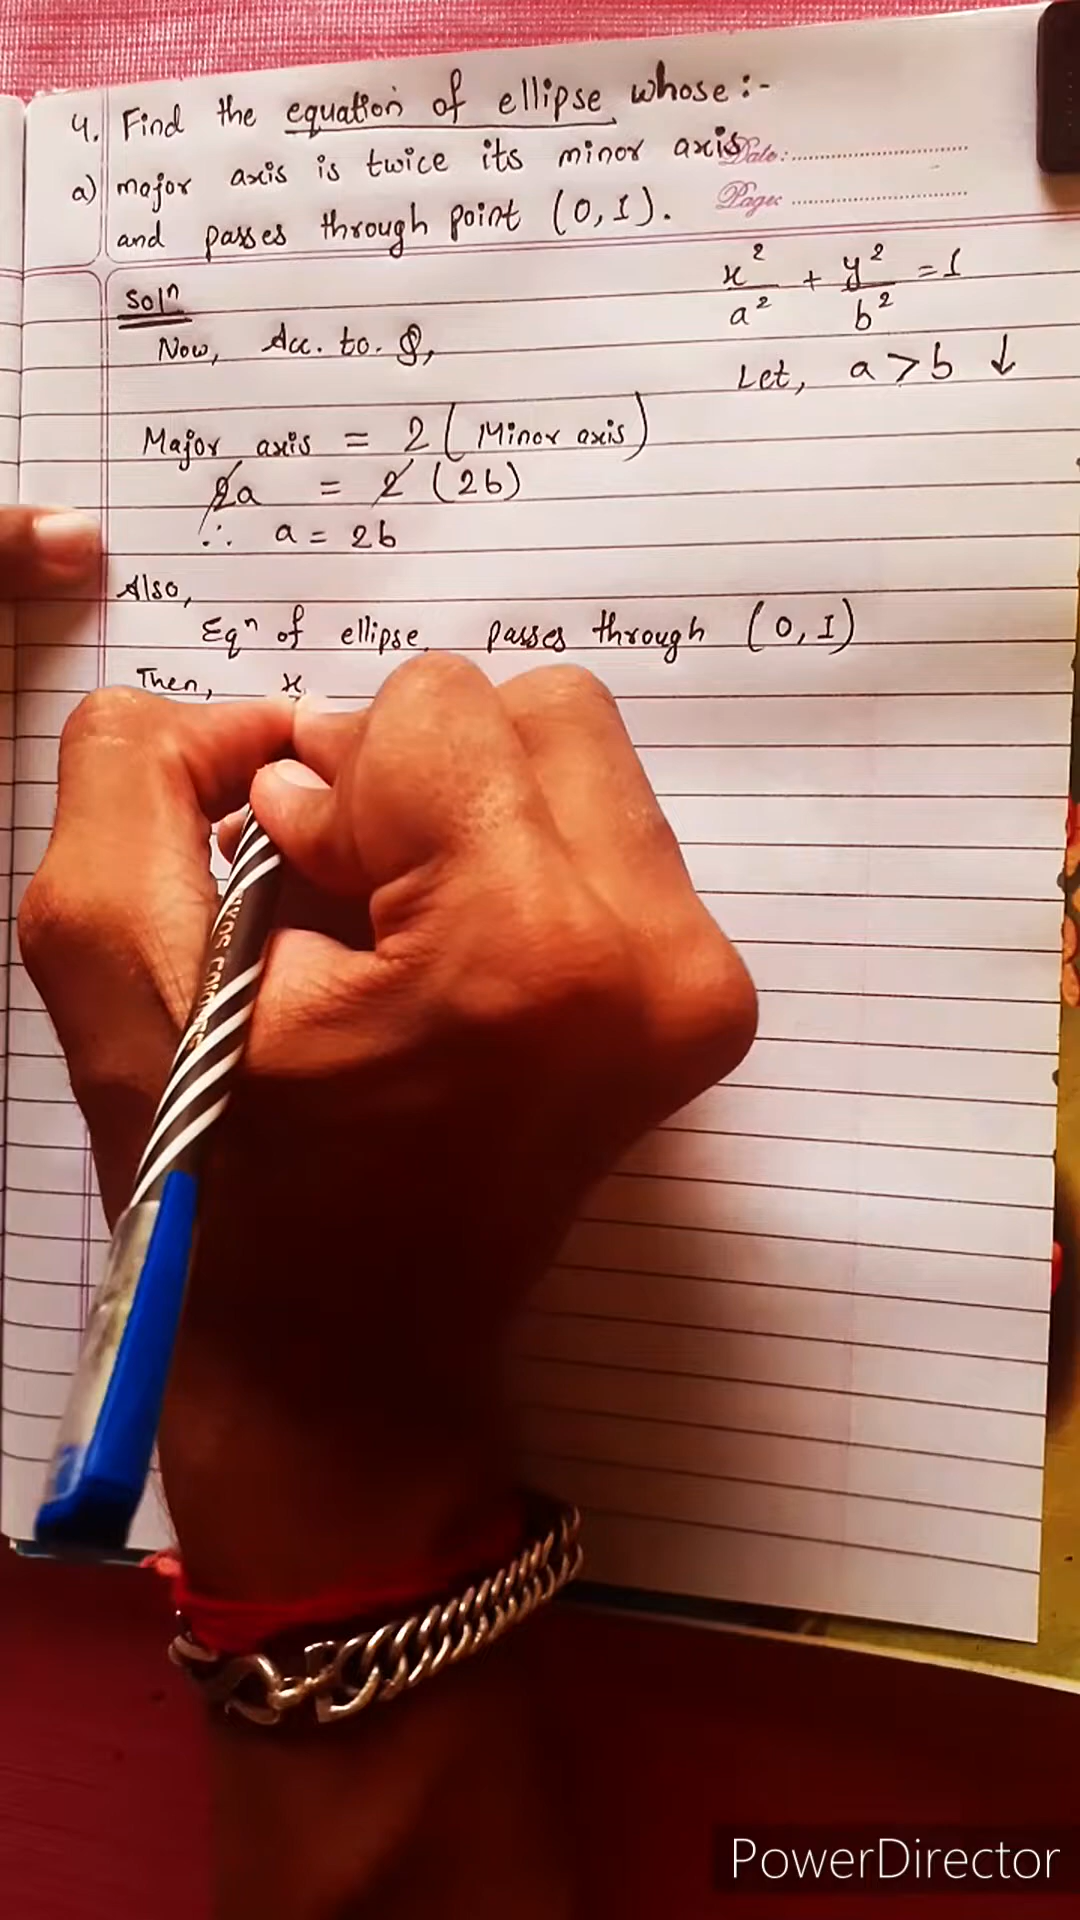 4. Find the equation of ellipse whose :-
a) major axis is twice its minor axis
Date:
and passes through point (0, 1).
Page:
x²/a² + y²/b² = 1
Solⁿ
Now, Acc. to. Q,
Let, a > b ↓
Major axis = 2 (Minor axis)
2a = 2 (2b)
∴ a = 2b
Also,
Eqⁿ of ellipse passes through (0, 1)
Then, x
PowerDirector